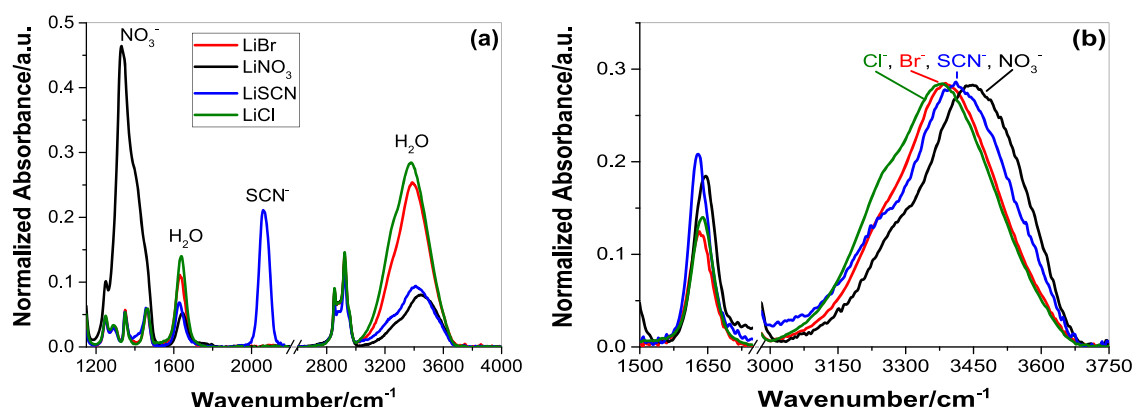 (a)
NO₃⁻
LiBr
LiNO₃
LiSCN
LiCl
H₂O
SCN⁻
H₂O
Normalized Absorbance/a.u.
0.5
0.4
0.3
0.2
0.1
0.0
1200 1600 2000 2800 3200 3600 4000
Wavenumber/cm⁻¹
(b)
Cl⁻, Br⁻, SCN⁻, NO₃⁻
Normalized Absorbance/a.u.
0.3
0.2
0.1
0.0
1500 1650 3000 3150 3300 3450 3600 3750
Wavenumber/cm⁻¹